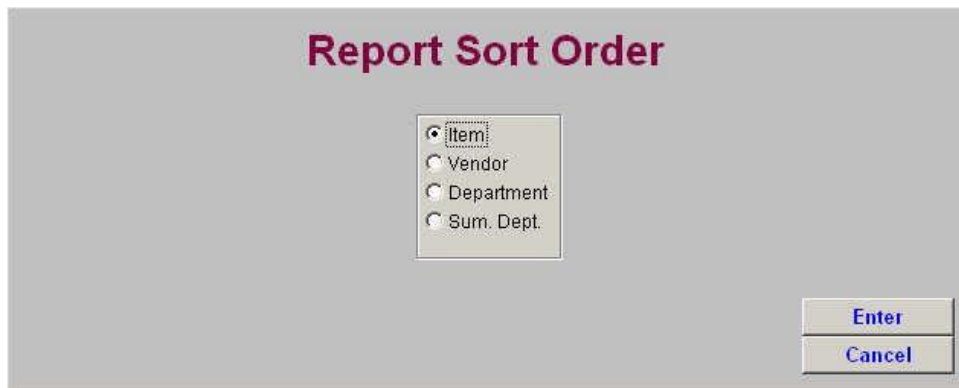 Report Sort Order
Item
Vendor
Department
Sum. Dept.
Enter
Cancel